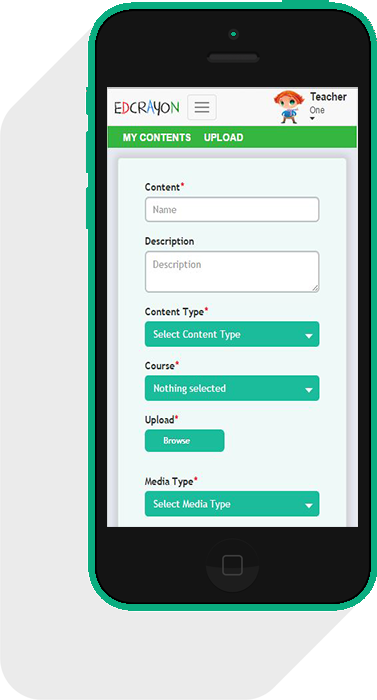 EDCRAYON
Teacher
One
MY CONTENTS UPLOAD
Content*
Name
Description
Description
Content Type*
Select Content Type
Course*
Nothing selected
Upload*
Browse
Media Type*
Select Media Type